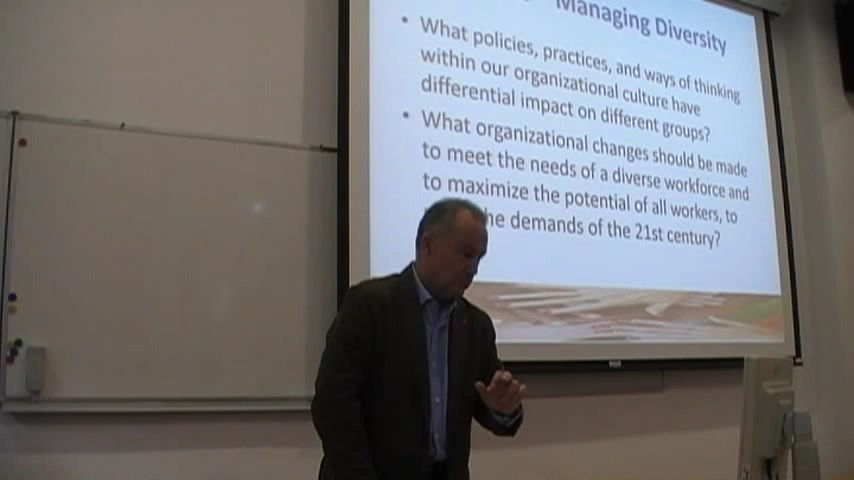 Managing Diversity
• What policies, practices, and ways of thinking
within our organizational culture have
differential impact on different groups?
• What organizational changes should be made
to meet the needs of a diverse workforce and
to maximize the potential of all workers, to
the demands of the 21st century?